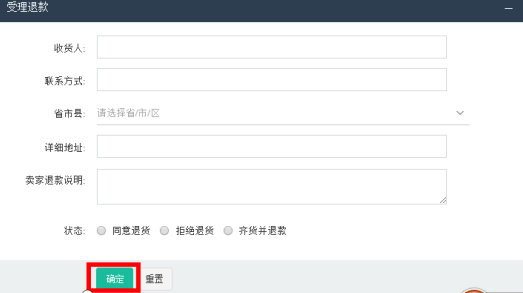 受理退款
收货人:
联系方式:
省市县: 请选择省/市/区
详细地址:
卖家退款说明:
状态: 同意退货 拒绝退货 弃货并退款
确定 重置